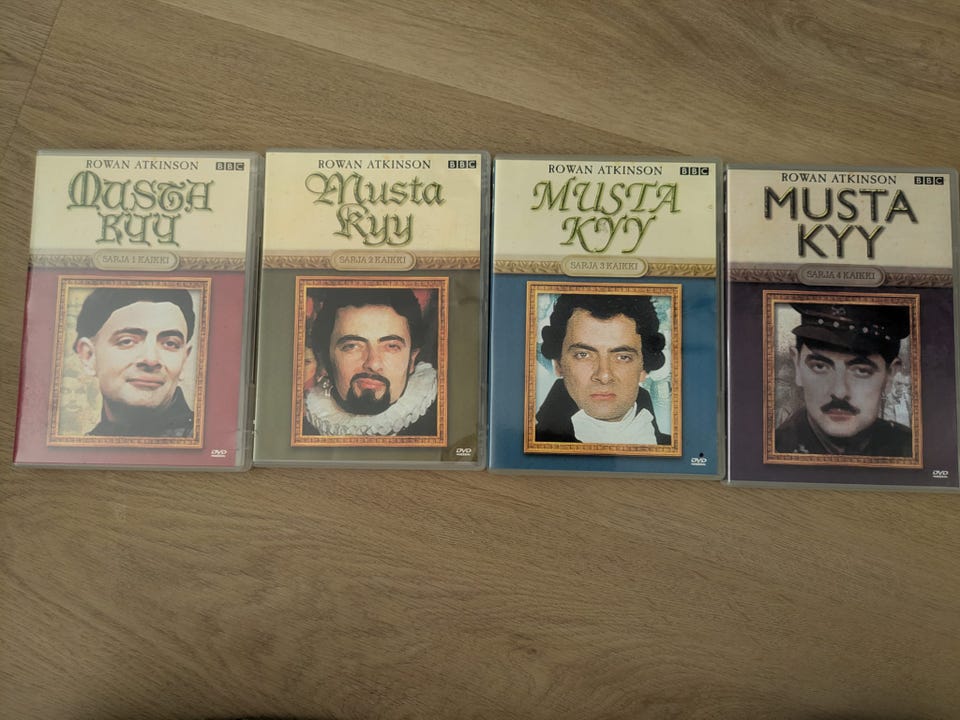 ROWAN ATKINSON BBC
MUSTA
KYY
SARJA 1 KAIKKI
DVD
ROWAN ATKINSON BBC
Musta
Kyy
SARJA 2 KAIKKI
DVD
ROWAN ATKINSON BBC
MUSTA
KYY
SARJA 3 KAIKKI
DVD
ROWAN ATKINSON BBC
MUSTA
KYY
SARJA 4 KAIKKI
DVD